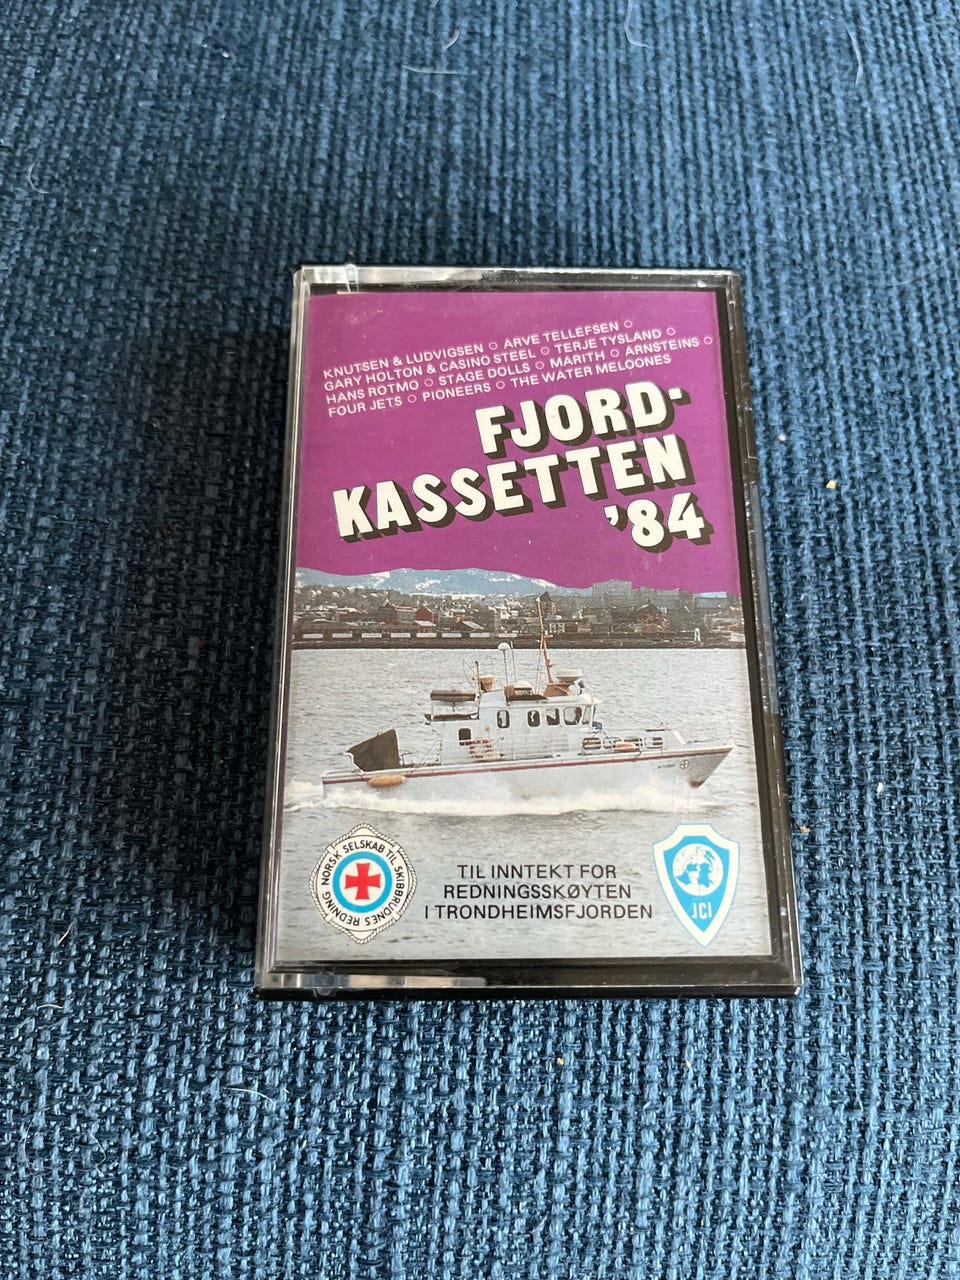 KNUTSEN & LUDVIGSEN ○ ARVE TELLEFSEN ○
GARY HOLTON & CASINO STEEL ○ TERJE TYSLAND ○
HANS ROTMO ○ STAGE DOLLS ○ MARITH ○ ARNSTEINS ○
FOUR JETS ○ PIONEERS ○ THE WATER MELOONES
FJORD-
KASSETTEN
'84
NORSK SELSKAB TIL SKIBBRUDNES REDNING
TIL INNTEKT FOR
REDNINGSSKØYTEN
I TRONDHEIMSFJORDEN
JCI